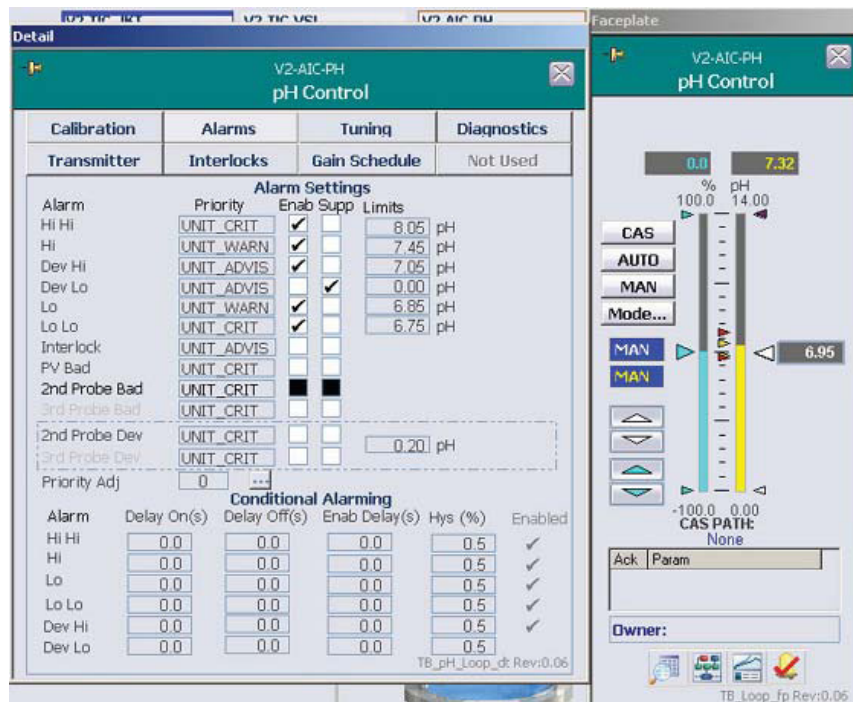 V2 TIC JKT V2 TIC VSL V2 AIC PH
Detail
V2-AIC-PH
pH Control
Calibration Alarms Tuning Diagnostics
Transmitter Interlocks Gain Schedule Not Used
Alarm Settings
Alarm Priority Enab Supp Limits
Hi Hi UNIT_CRIT 8.05 pH
Hi UNIT_WARN 7.45 pH
Dev Hi UNIT_ADVIS 7.05 pH
Dev Lo UNIT_ADVIS 0.00 pH
Lo UNIT_WARN 6.85 pH
Lo Lo UNIT_CRIT 6.75 pH
Interlock UNIT_ADVIS
PV Bad UNIT_CRIT
2nd Probe Bad UNIT_CRIT
3rd Probe Bad UNIT_CRIT
2nd Probe Dev UNIT_CRIT 0.20 pH
3rd Probe Dev UNIT_CRIT
Priority Adj 0 ...
Conditional Alarming
Alarm Delay On(s) Delay Off(s) Enab Delay(s) Hys (%) Enabled
Hi Hi 0.0 0.0 0.0 0.5
Hi 0.0 0.0 0.0 0.5
Lo 0.0 0.0 0.0 0.5
Lo Lo 0.0 0.0 0.0 0.5
Dev Hi 0.0 0.0 0.0 0.5
Dev Lo 0.0 0.0 0.0 0.5
TB_pH_Loop_dt Rev:0.06
Faceplate
V2-AIC-PH
pH Control
0.0 7.32
% pH
100.0 14.00
CAS
AUTO
MAN
Mode...
MAN 6.95
MAN
-100.0 0.00
CAS PATH:
None
Ack Param
Owner:
TB_Loop_fp Rev:0.06